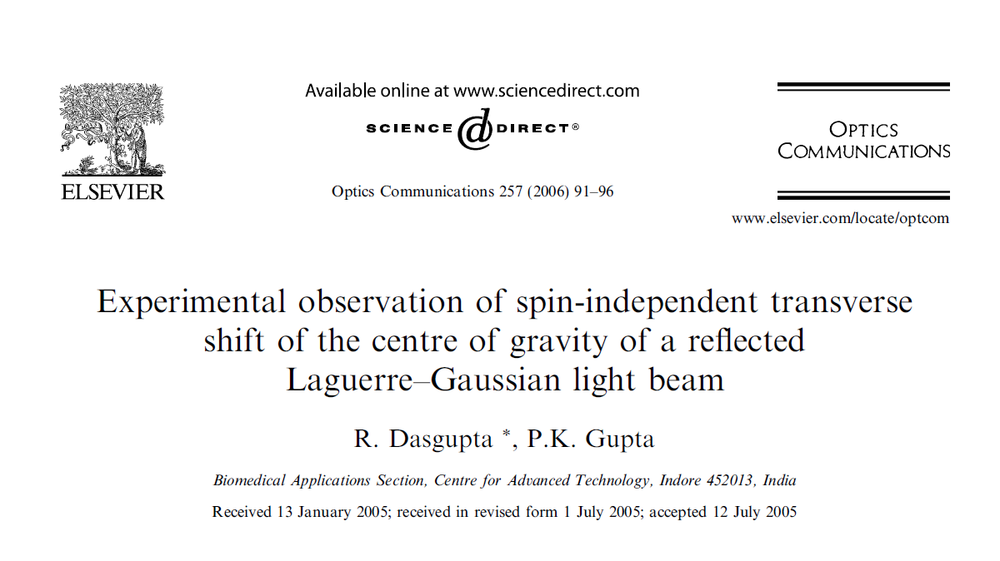 Available online at www.sciencedirect.com
SCIENCE @ DIRECT®
ELSEVIER
OPTICS
COMMUNICATIONS
Optics Communications 257 (2006) 91–96
www.elsevier.com/locate/optcom
Experimental observation of spin-independent transverse
shift of the centre of gravity of a reflected
Laguerre–Gaussian light beam
R. Dasgupta *, P.K. Gupta
Biomedical Applications Section, Centre for Advanced Technology, Indore 452013, India
Received 13 January 2005; received in revised form 1 July 2005; accepted 12 July 2005